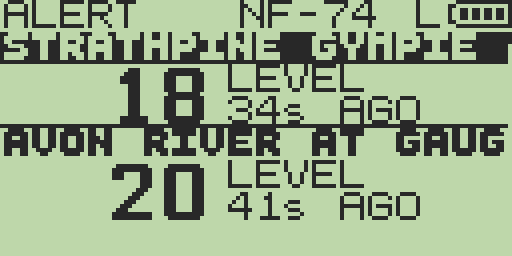 ALERT NF-74 L
STRATHPINE GYMPIE
18 LEVEL
34s AGO
AVON RIVER AT GAUG
20 LEVEL
41s AGO